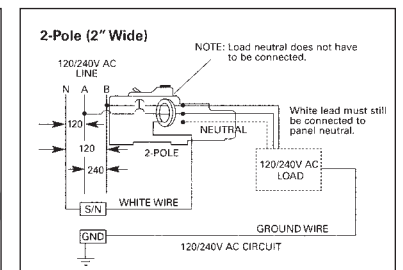 2-Pole (2" Wide)
NOTE: Load neutral does not have
to be connected.
120/240V AC
LINE
N A B
White lead must still
be connected to
panel neutral.
120
NEUTRAL
120
2-POLE
240
120/240V AC
LOAD
WHITE WIRE
S/N
GROUND WIRE
GND
120/240V AC CIRCUIT